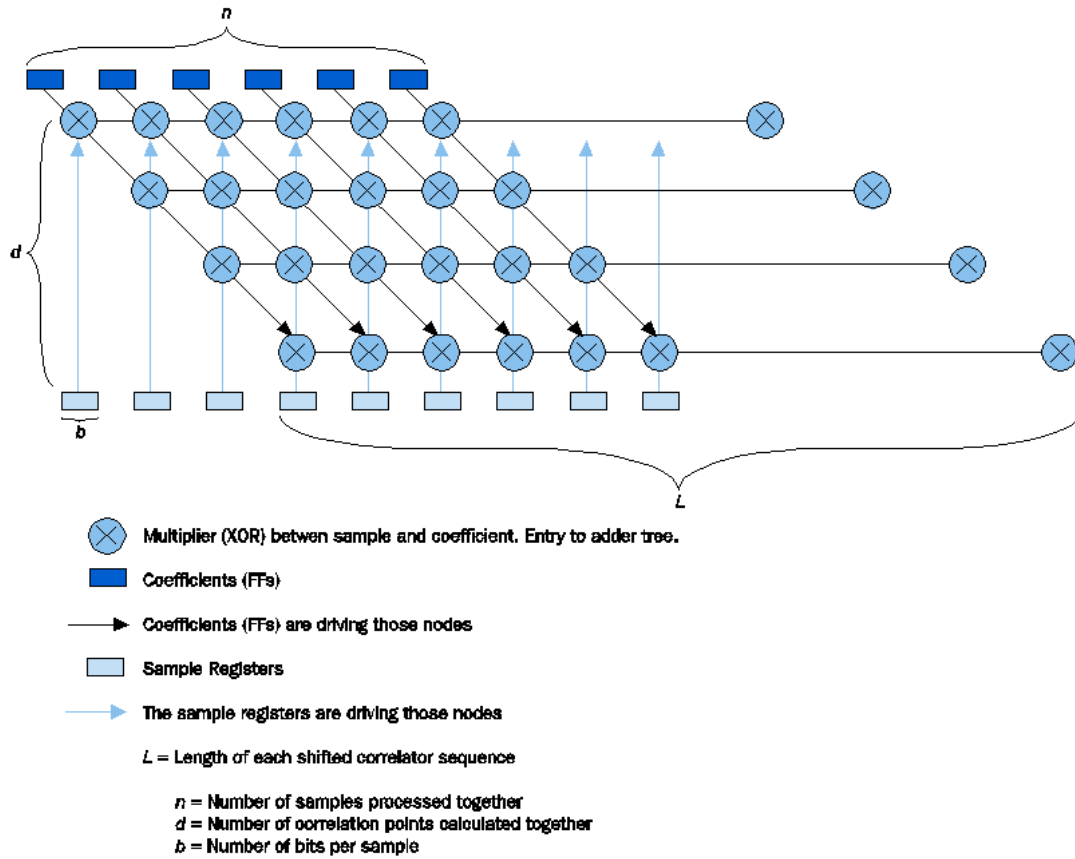 n
d
b
L
Multiplier (XOR) betwen sample and coefficient. Entry to adder tree.
Coefficients (FFs)
Coefficients (FFs) are driving those nodes
Sample Registers
The sample registers are driving those nodes
L = Length of each shifted correlator sequence
n = Number of samples processed together
d = Number of correlation points calculated together
b = Number of bits per sample